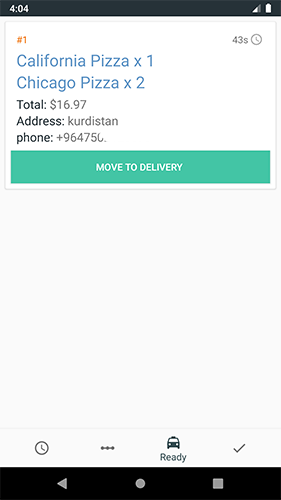 4:04
#1 43s
California Pizza x 1
Chicago Pizza x 2
Total: $16.97
Address: kurdistan
phone: +964750
MOVE TO DELIVERY
Ready